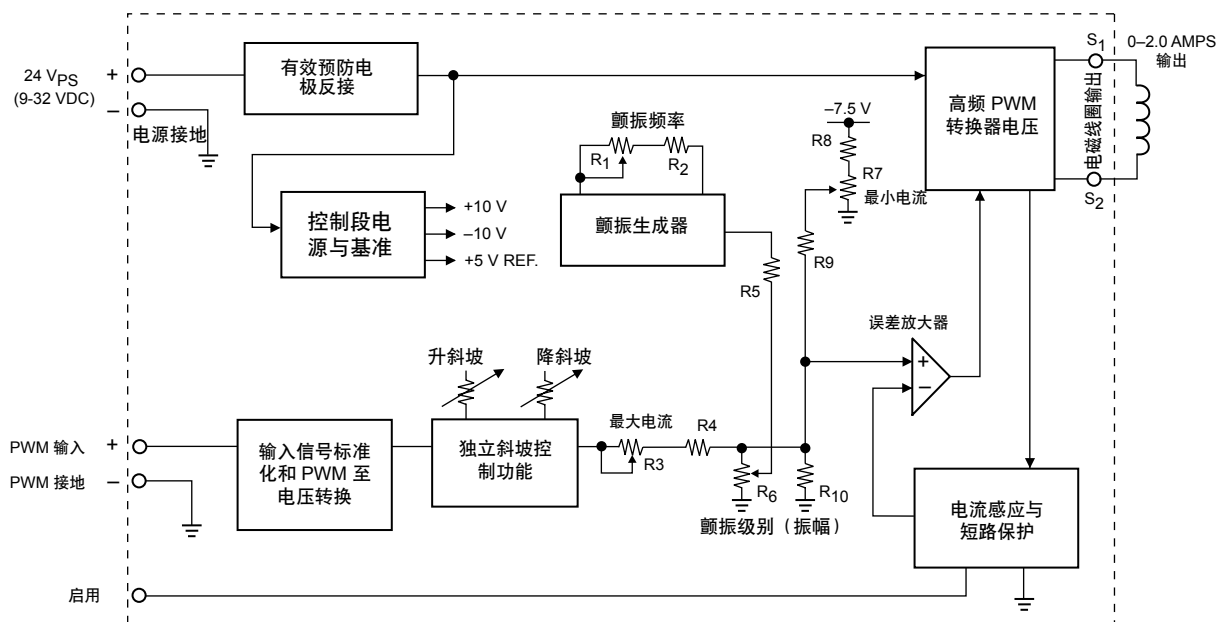 24 VPS
(9-32 VDC)
+
−
电源接地
有效预防电
极反接
颤振频率
R1
R2
–7.5 V
R8
R7
最小电流
高频 PWM
转换器电压
S1
电磁线圈输出
S2
0–2.0 AMPS
输出
控制段电
源与基准
+10 V
–10 V
+5 V REF.
颤振生成器
R5
R9
误差放大器
+
−
升斜坡
降斜坡
PWM 输入
+
PWM 接地
−
输入信号标准
化和 PWM 至
电压转换
独立斜坡控
制功能
最大电流
R3
R4
R6
R10
颤振级别（振幅）
电流感应与
短路保护
启用